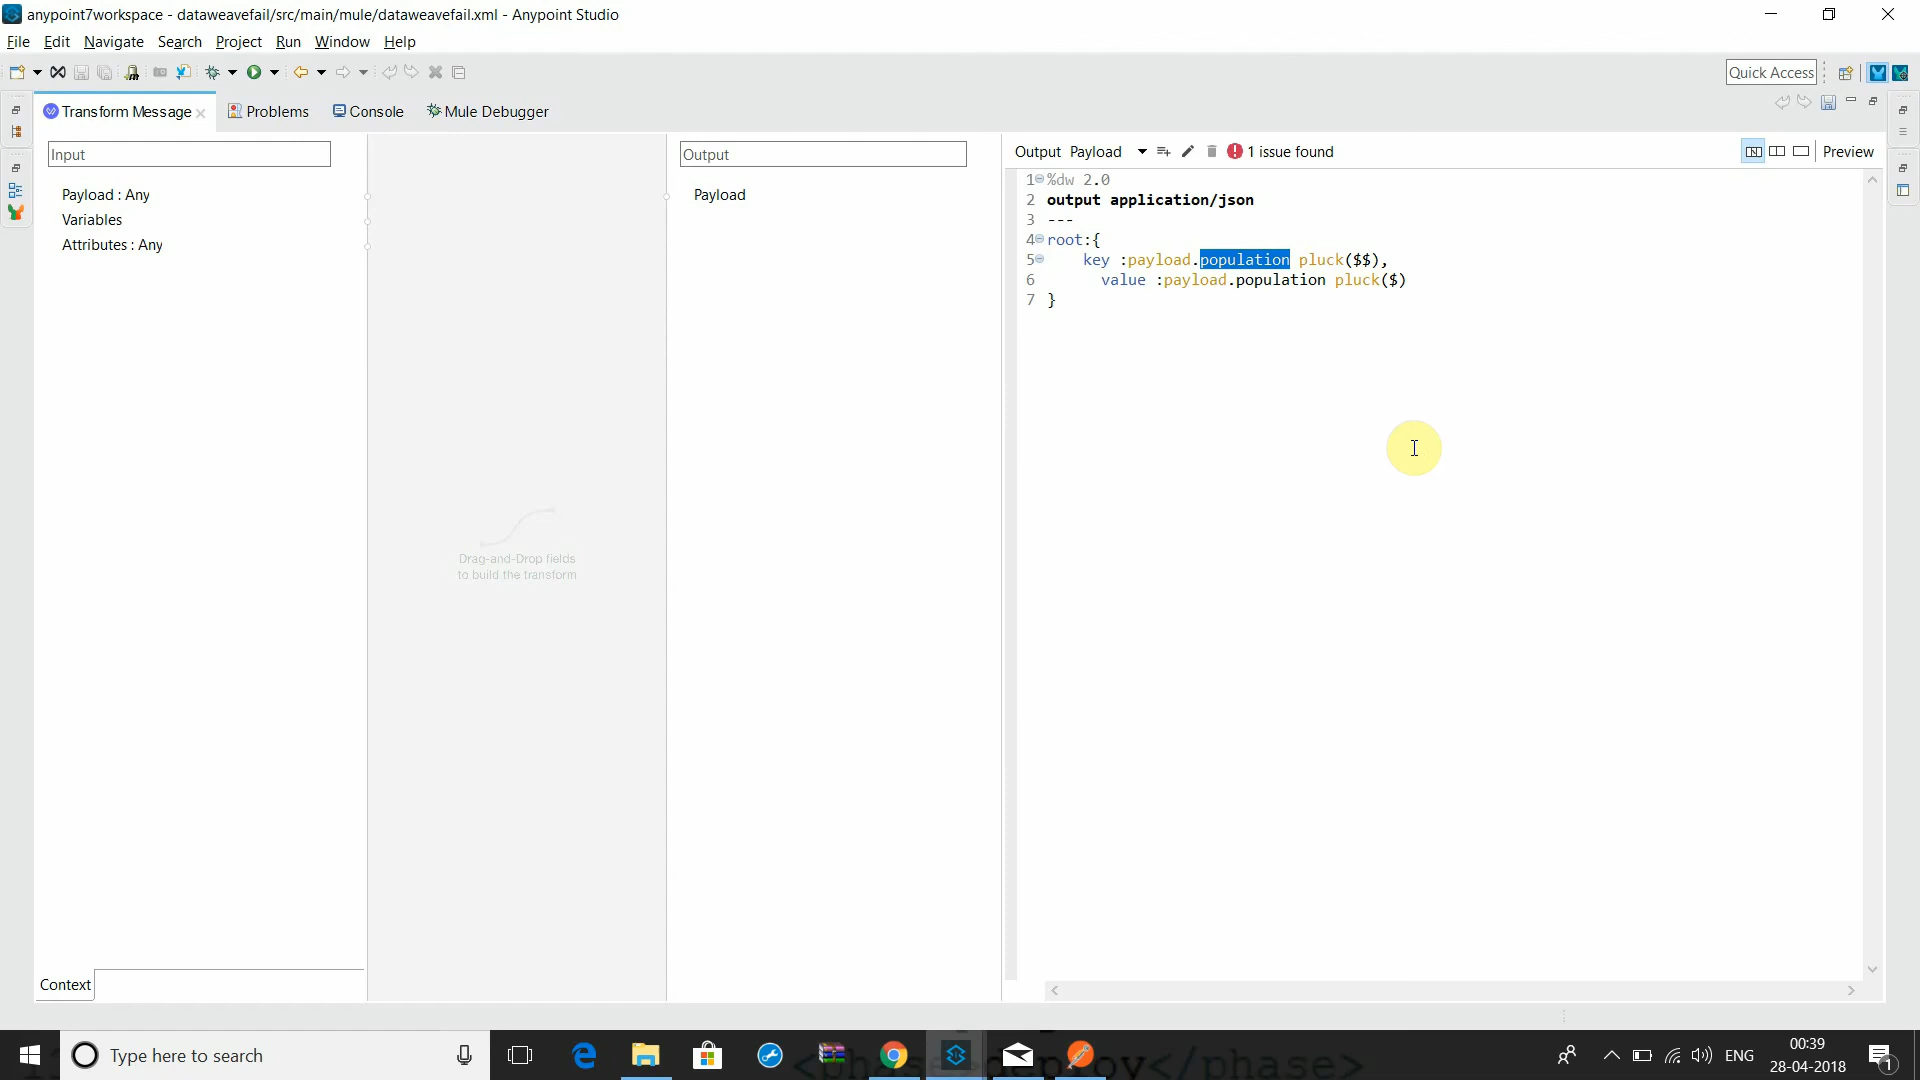 anypoint7workspace - dataweavefail/src/main/mule/dataweavefail.xml - Anypoint Studio
File Edit Navigate Search Project Run Window Help
Quick Access
Transform Message Problems Console Mule Debugger
Input
Output
Output Payload 1 issue found Preview
Payload : Any
Variables
Attributes : Any
Payload
1 %dw 2.0
2 output application/json
3 ---
4 root:{
5 key :payload.population pluck($$),
6 value :payload.population pluck($)
7 }
Drag-and-Drop fields
to build the transform
Context
Type here to search
<phase>deploy</phase>
ENG
00:39
28-04-2018
1